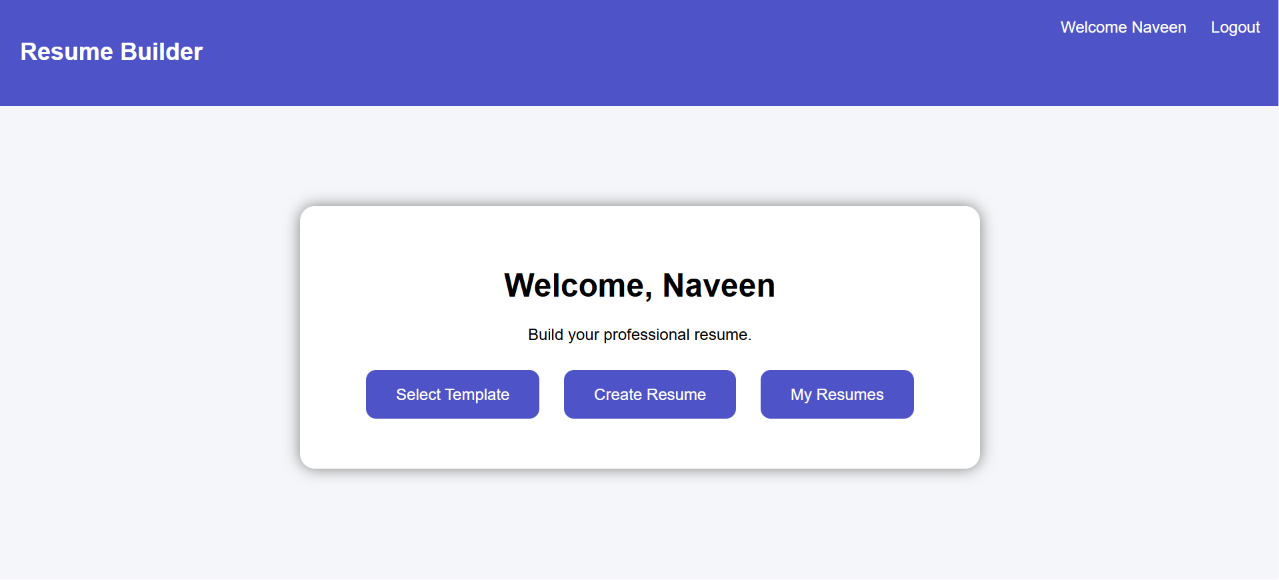 Welcome Naveen Logout
Resume Builder
Welcome, Naveen
Build your professional resume.
Select Template Create Resume My Resumes